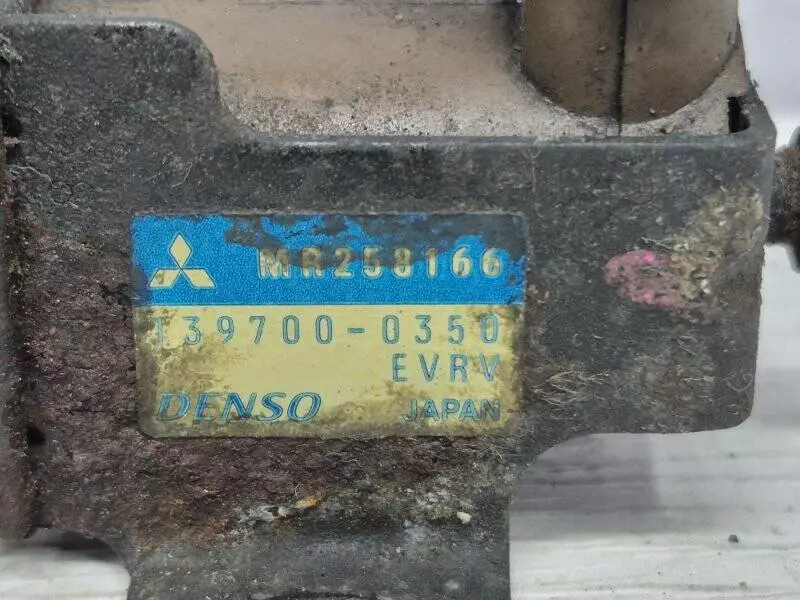 MR258166
139700-0350
EVRV
DENSO JAPAN